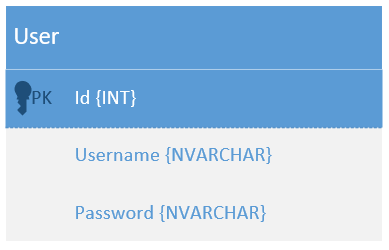 User
PK Id {INT}
Username {NVARCHAR}
Password {NVARCHAR}